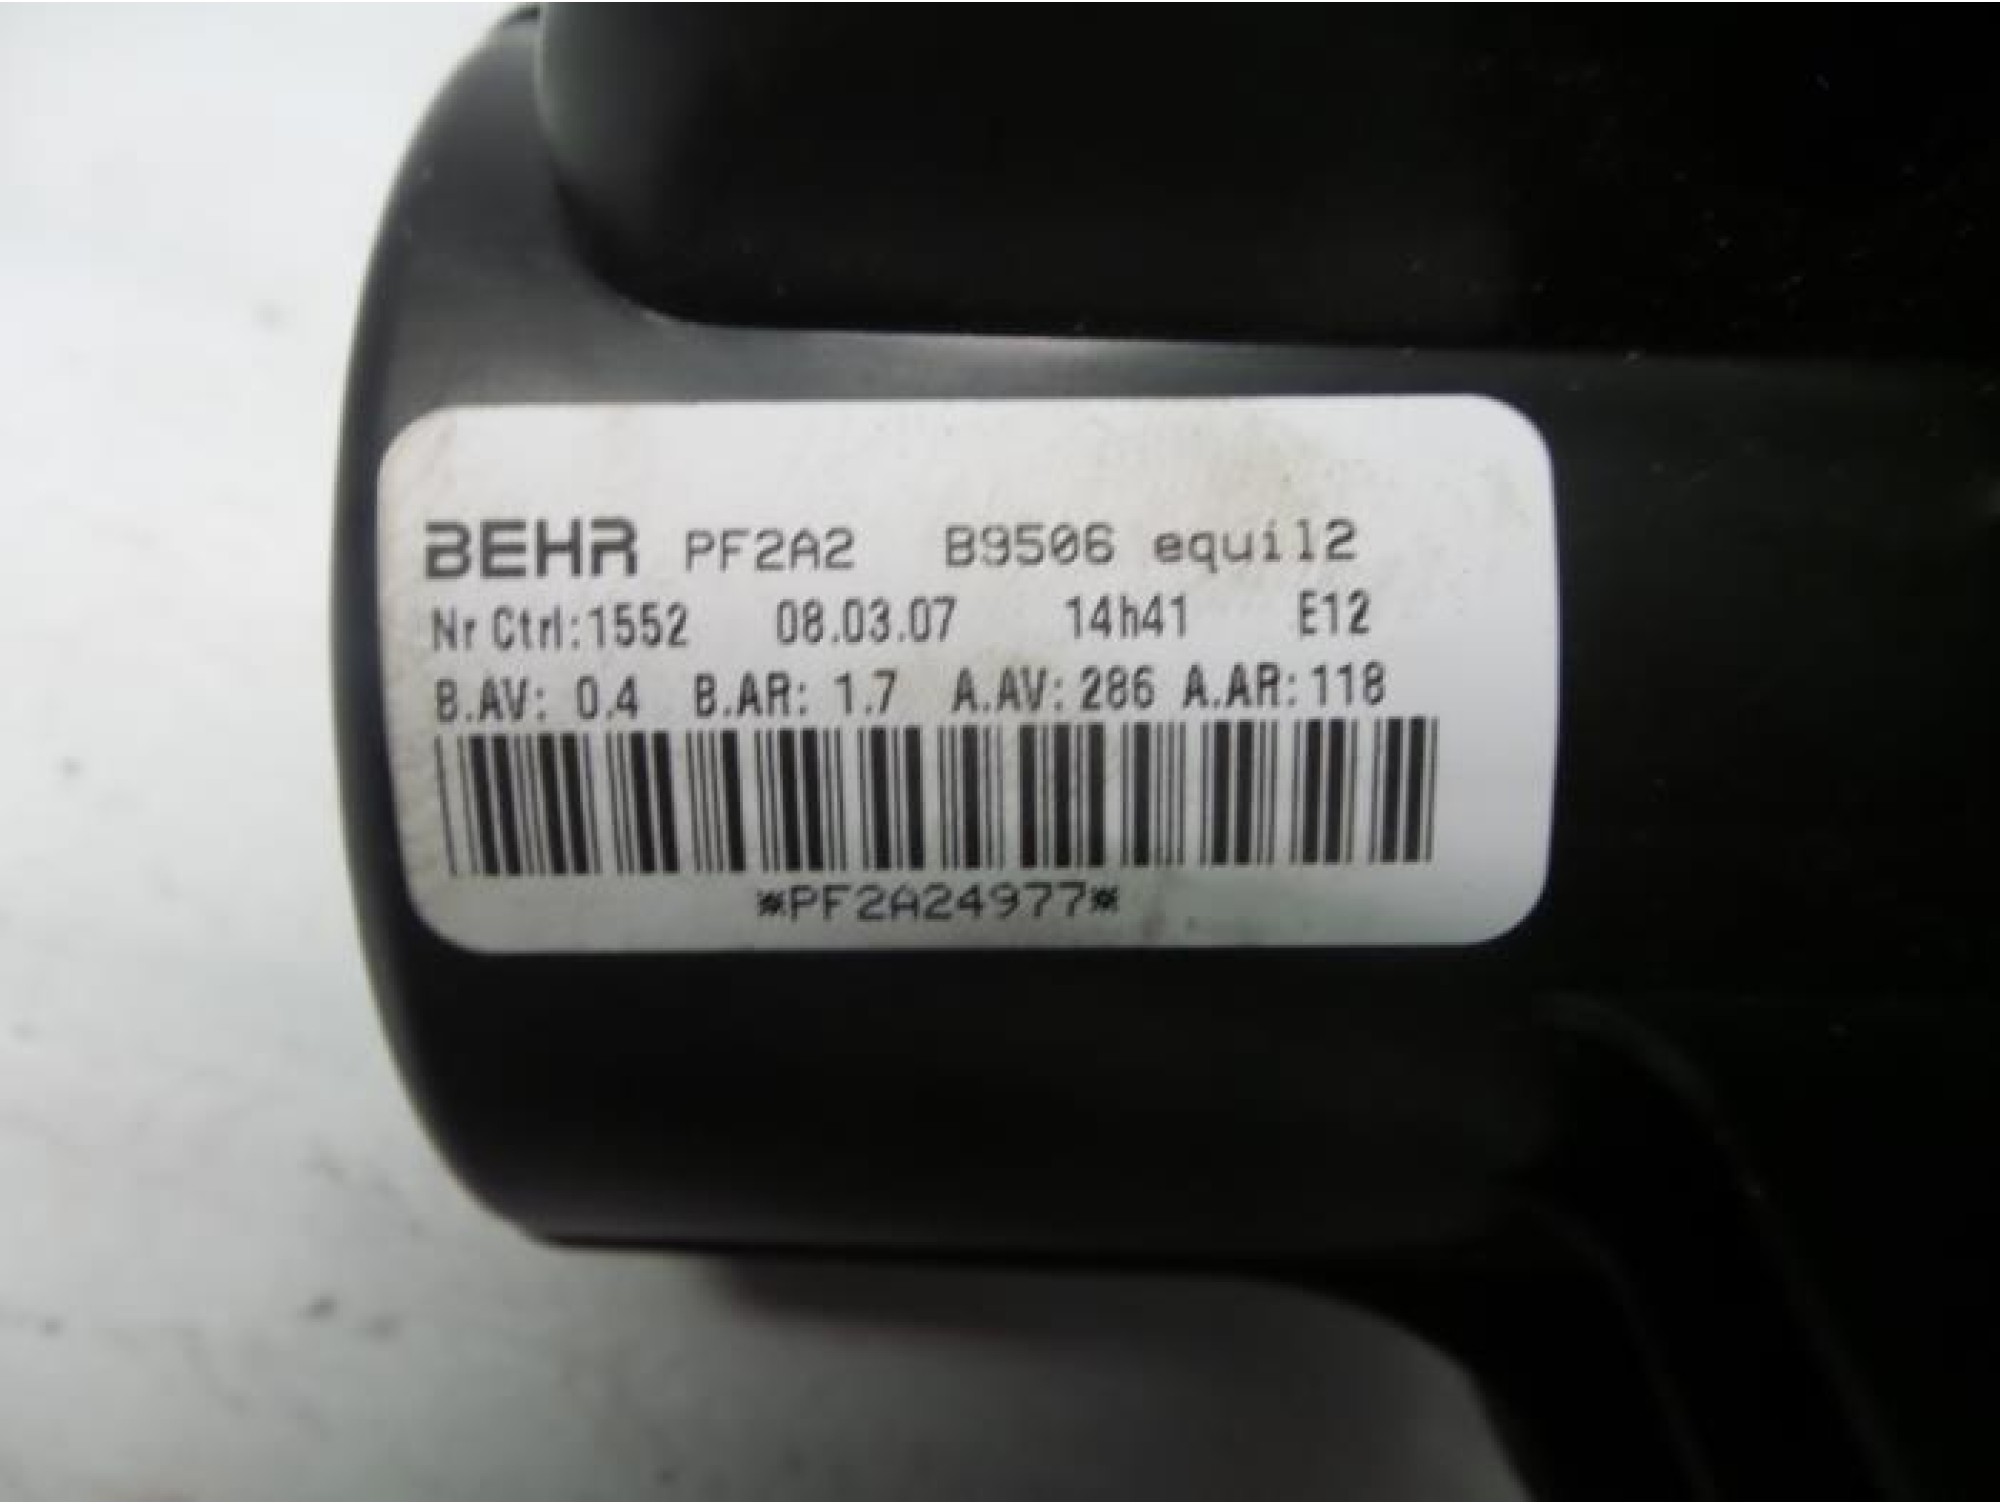 BEHR PF2A2 B9506 equil2
Nr Ctrl:1552 08.03.07 14h41 E12
B.AV: 0.4 B.AR: 1.7 A.AV: 286 A.AR: 118
*PF2A24977*